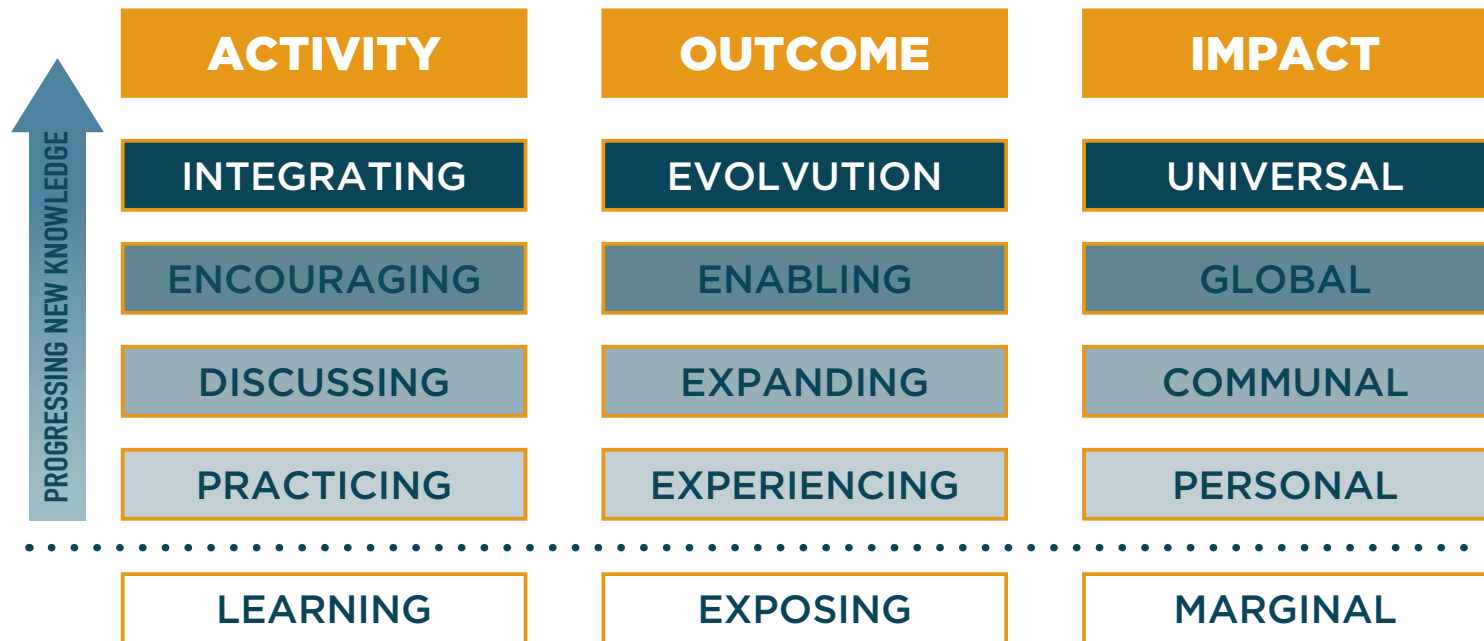 ACTIVITY OUTCOME IMPACT
PROGRESSING NEW KNOWLEDGE
INTEGRATING EVOLVUTION UNIVERSAL
ENCOURAGING ENABLING GLOBAL
DISCUSSING EXPANDING COMMUNAL
PRACTICING EXPERIENCING PERSONAL
LEARNING EXPOSING MARGINAL